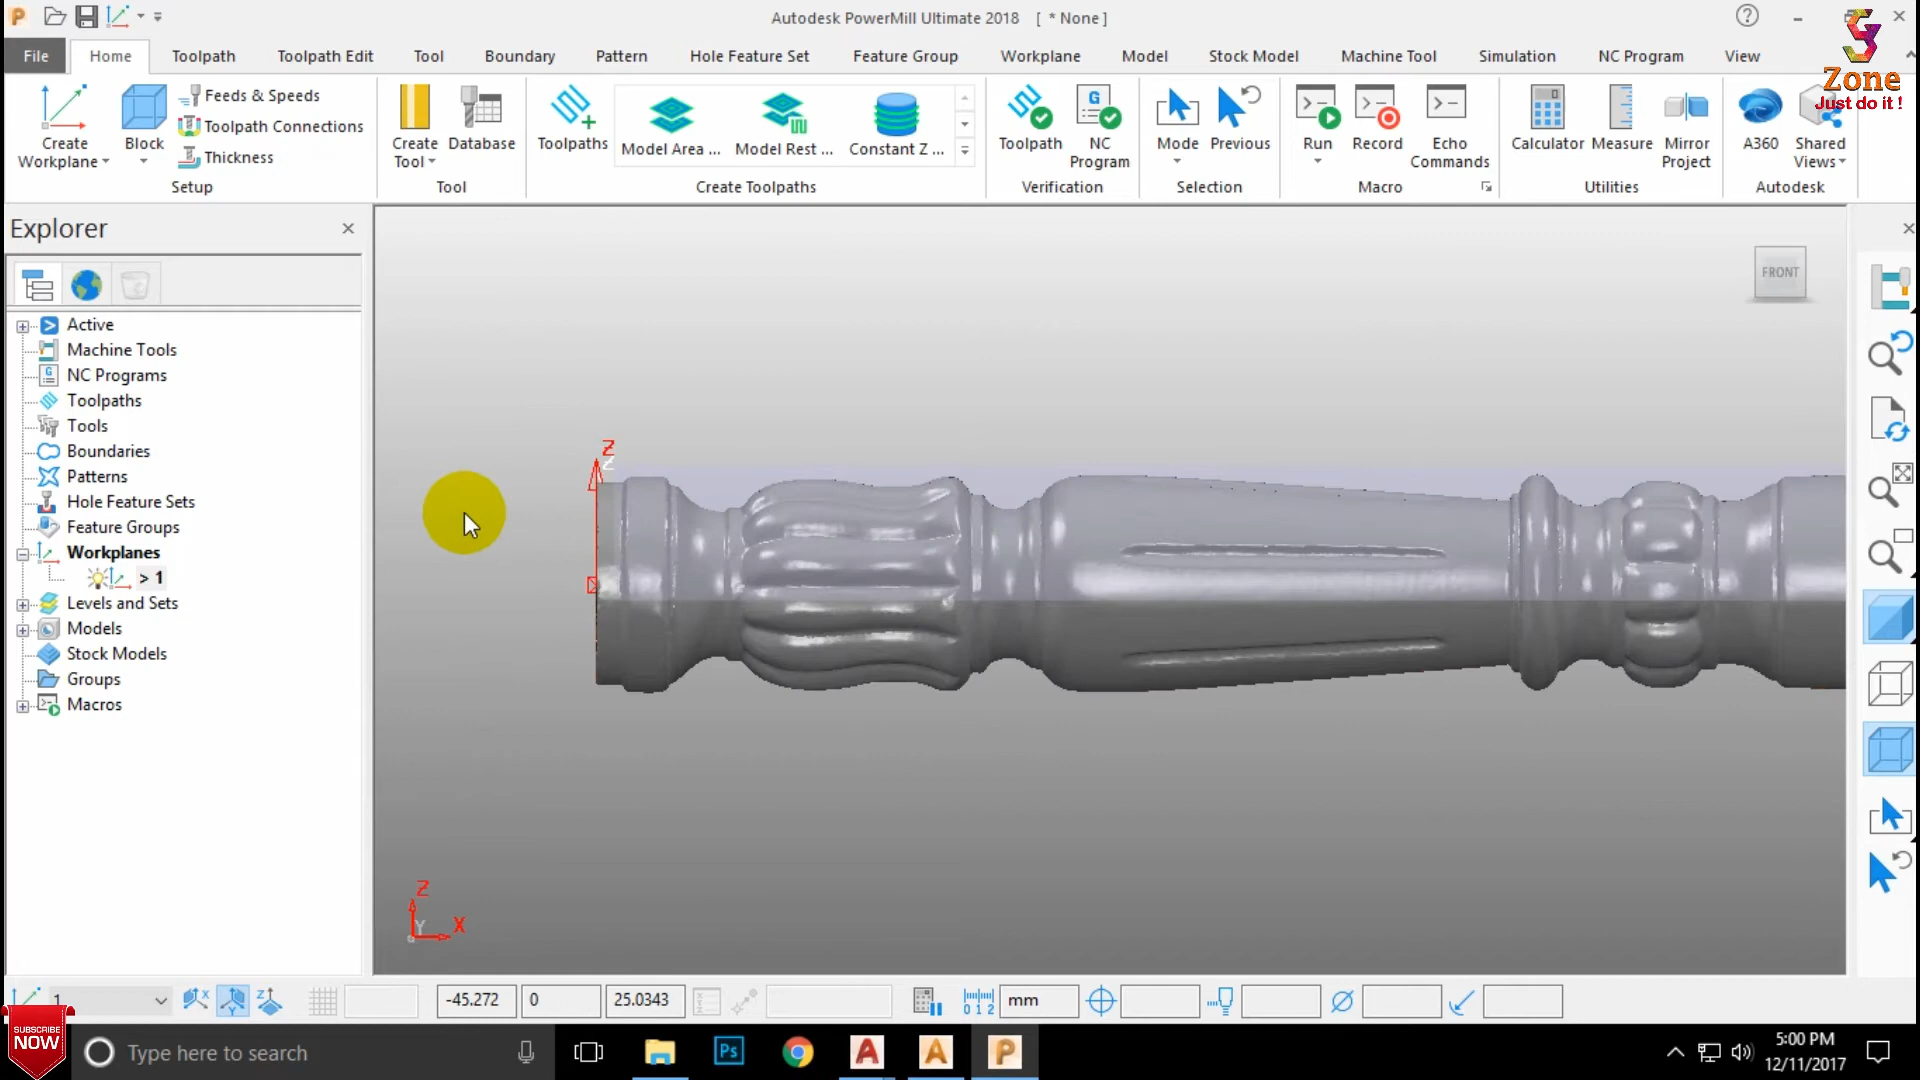 Autodesk PowerMill Ultimate 2018 [ * None ]
File Home Toolpath Toolpath Edit Tool Boundary Pattern Hole Feature Set Feature Group Workplane Model Stock Model Machine Tool Simulation NC Program View
Zone
Just do it !
Create Workplane
Block
Feeds & Speeds
Toolpath Connections
Thickness
Setup
Create Tool
Database
Tool
Toolpaths
Model Area ...
Model Rest ...
Constant Z ...
Create Toolpaths
Toolpath
NC Program
Verification
Mode
Previous
Selection
Run
Record
Echo Commands
Macro
Calculator
Measure
Mirror Project
Utilities
A360
Shared Views
Autodesk
Explorer
Active
Machine Tools
NC Programs
Toolpaths
Tools
Boundaries
Patterns
Hole Feature Sets
Feature Groups
Workplanes
> 1
Levels and Sets
Models
Stock Models
Groups
Macros
FRONT
Z
Z
Z
Y
X
1
-45.272
0
25.0343
mm
SUBSCRIBE
NOW
Type here to search
Ps
5:00 PM
12/11/2017